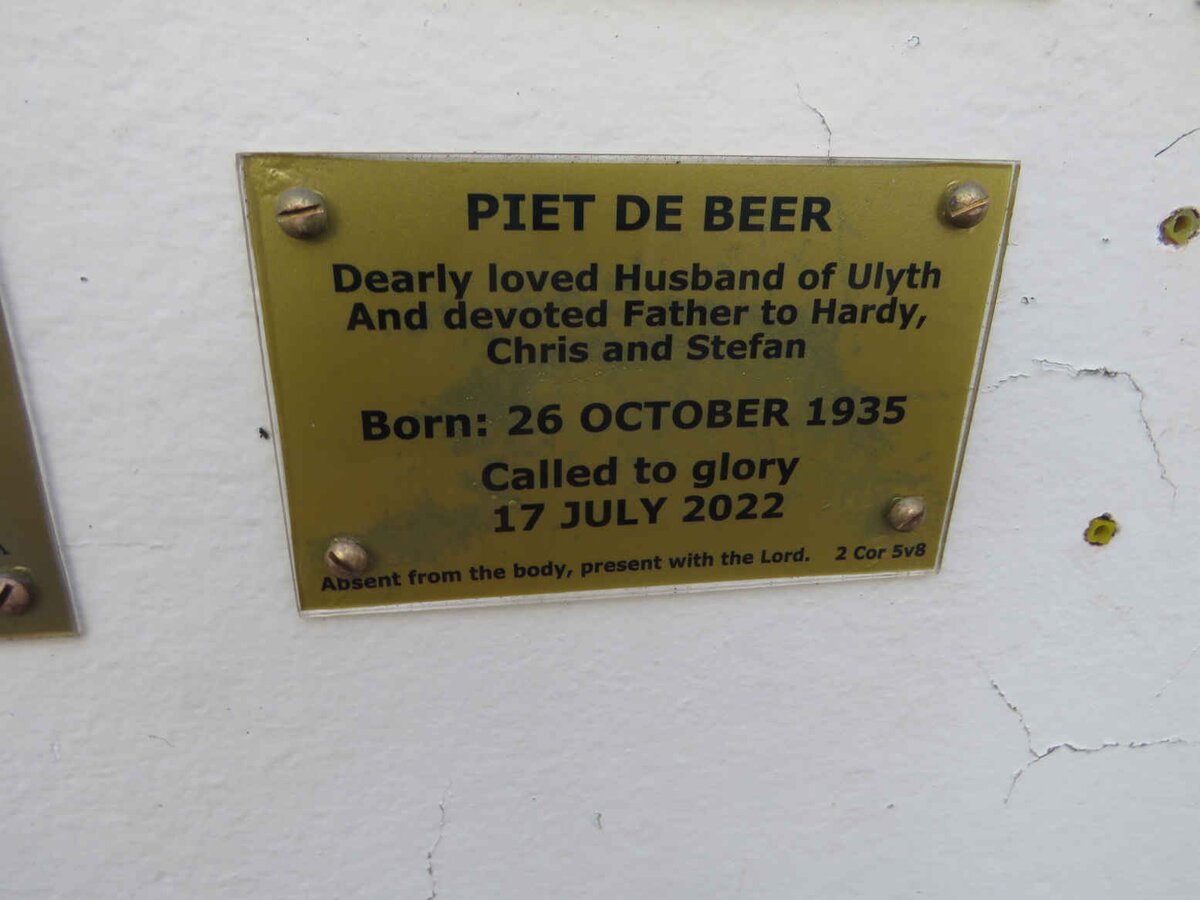 PIET DE BEER
Dearly loved Husband of Ulyth
And devoted Father to Hardy,
Chris and Stefan
Born: 26 OCTOBER 1935
Called to glory
17 JULY 2022
Absent from the body, present with the Lord. 2 Cor 5v8